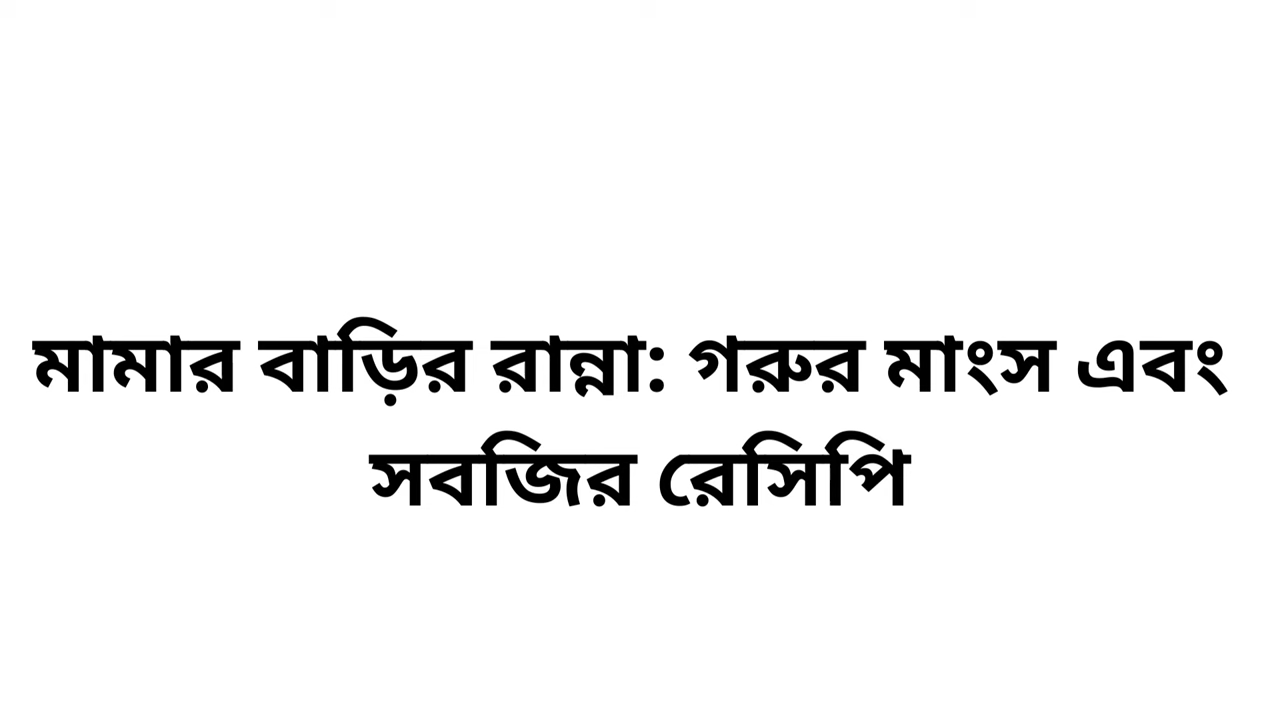 মামার বাড়ির রান্না: গরুর মাংস এবং
সবজির রেসিপি